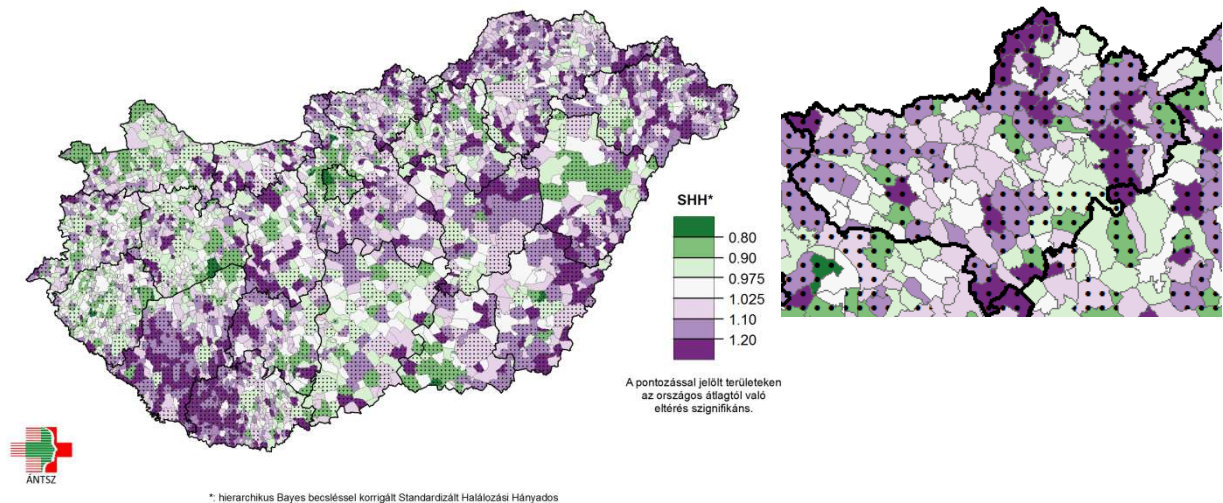 SHH*
0.80
0.90
0.975
1.025
1.10
1.20
A pontozással jelölt területeken
az országos átlagtól való
eltérés szignifikáns.
ÁNTSZ
*: hierarchikus Bayes becsléssel korrigált Standardizált Halálozási Hányados